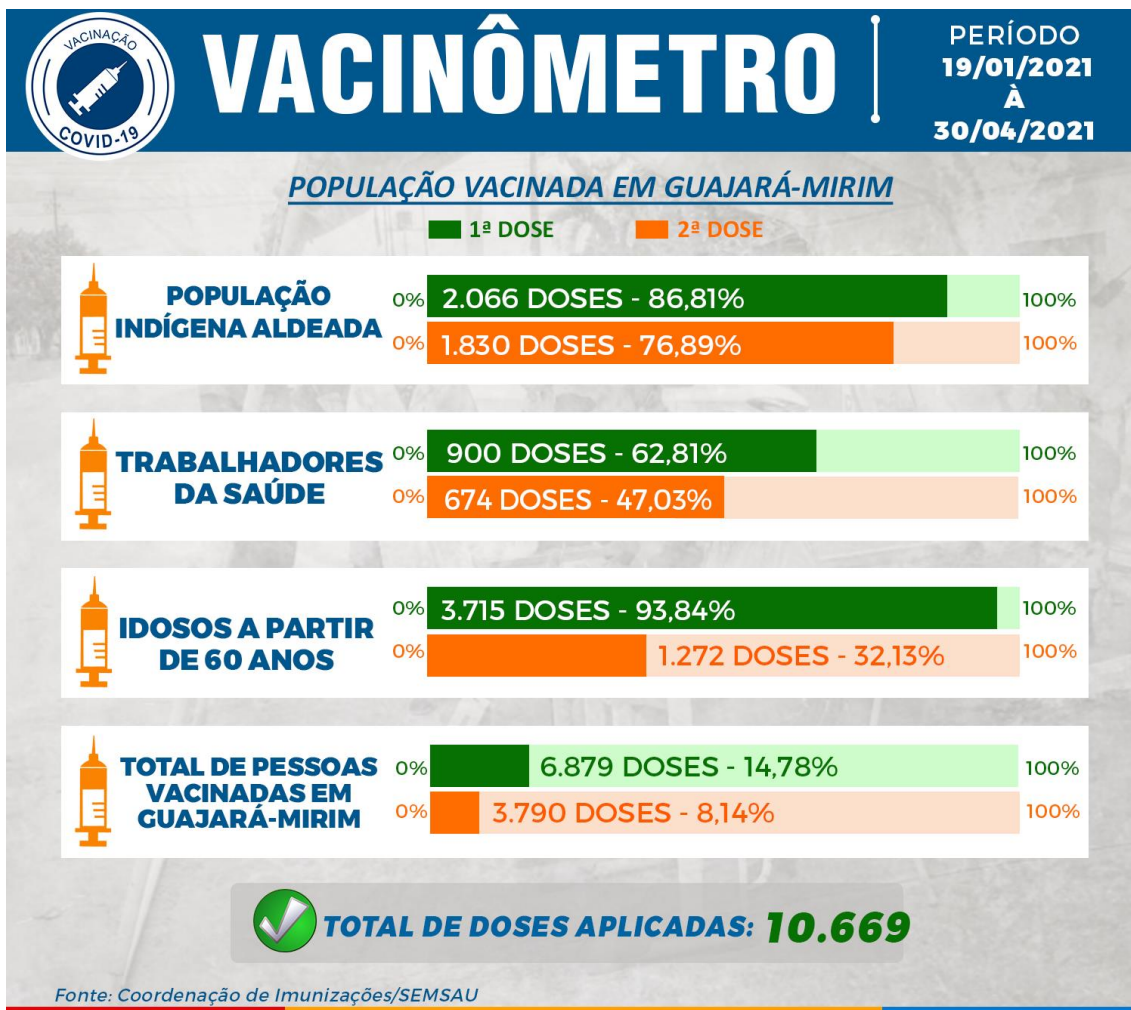 VACINAÇÃO
COVID-19
VACINÔMETRO
PERÍODO
19/01/2021
À
30/04/2021
POPULAÇÃO VACINADA EM GUAJARÁ-MIRIM
1ª DOSE
2ª DOSE
POPULAÇÃO
INDÍGENA ALDEADA
0% 2.066 DOSES - 86,81% 100%
0% 1.830 DOSES - 76,89% 100%
TRABALHADORES
DA SAÚDE
0% 900 DOSES - 62,81% 100%
0% 674 DOSES - 47,03% 100%
IDOSOS A PARTIR
DE 60 ANOS
0% 3.715 DOSES - 93,84% 100%
0% 1.272 DOSES - 32,13% 100%
TOTAL DE PESSOAS
VACINADAS EM
GUAJARÁ-MIRIM
0% 6.879 DOSES - 14,78% 100%
0% 3.790 DOSES - 8,14% 100%
TOTAL DE DOSES APLICADAS: 10.669
Fonte: Coordenação de Imunizações/SEMSAU